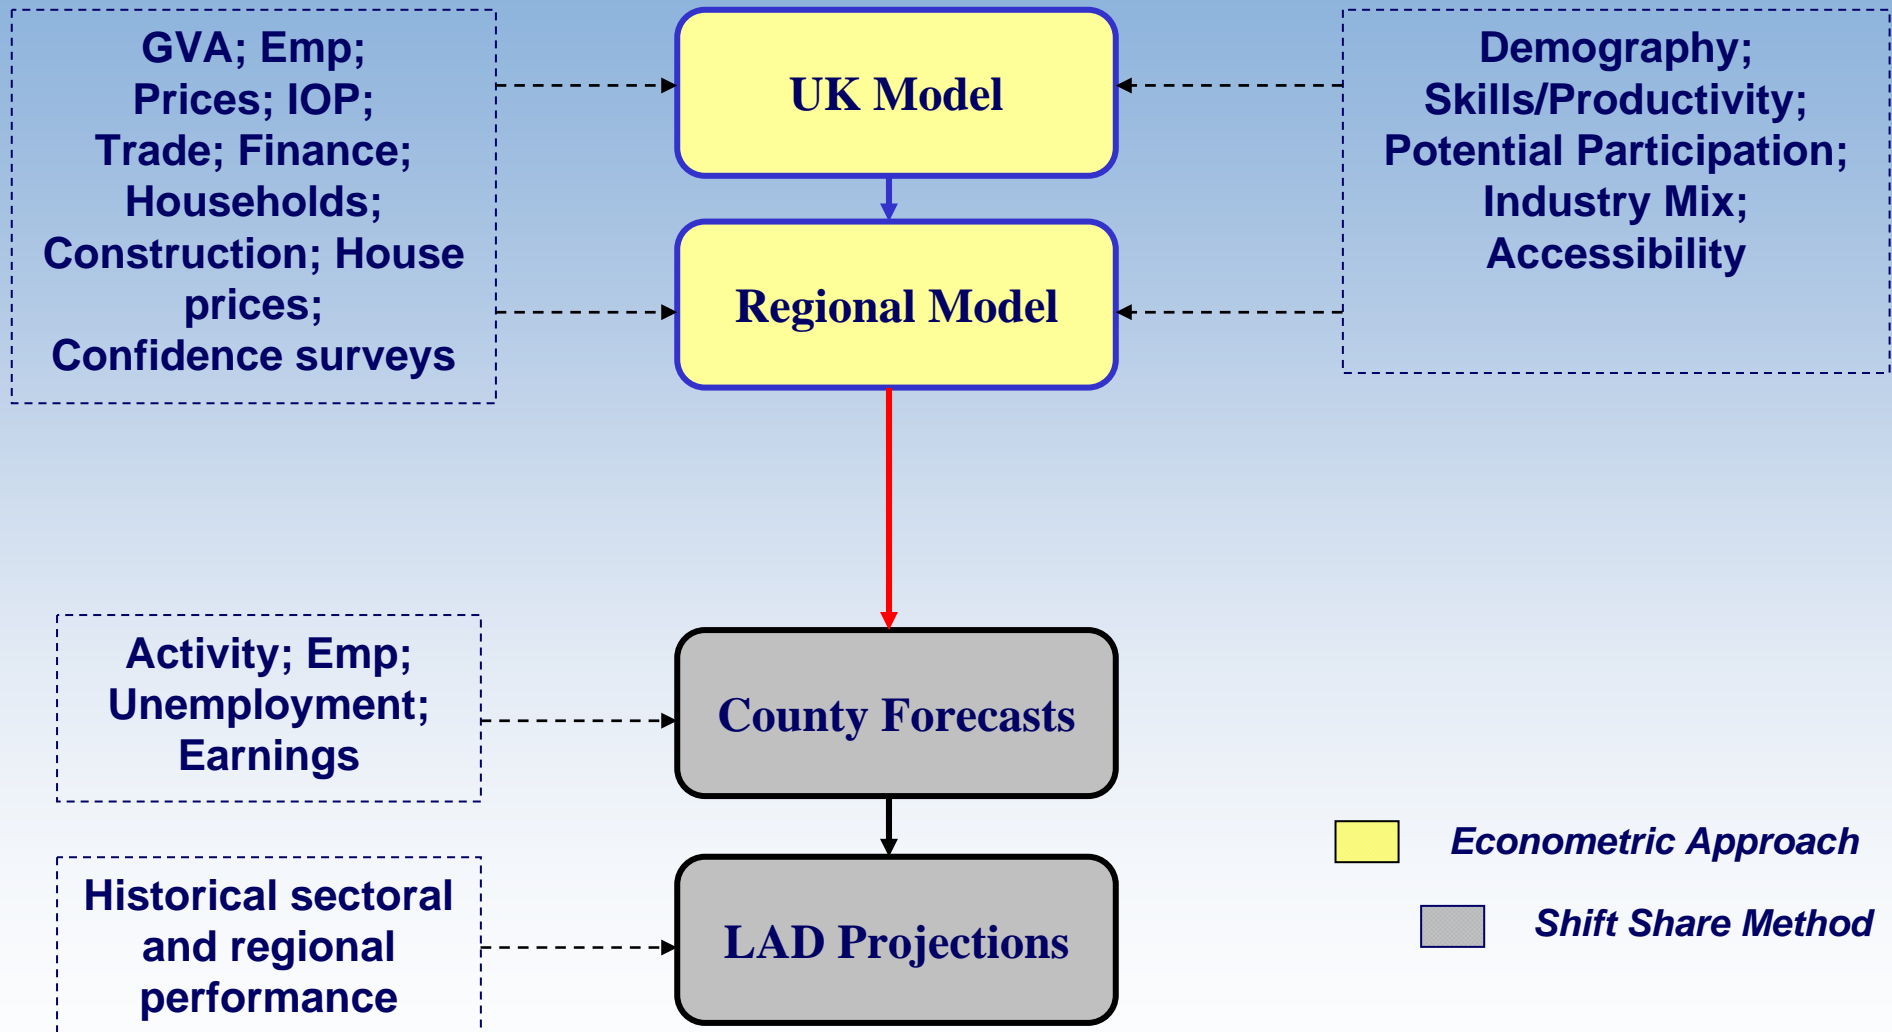 GVA; Emp;
Prices; IOP;
Trade; Finance;
Households;
Construction; House
prices;
Confidence surveys
UK Model
Demography;
Skills/Productivity;
Potential Participation;
Industry Mix;
Accessibility
Regional Model
Activity; Emp;
Unemployment;
Earnings
County Forecasts
Historical sectoral
and regional
performance
LAD Projections
Econometric Approach
Shift Share Method